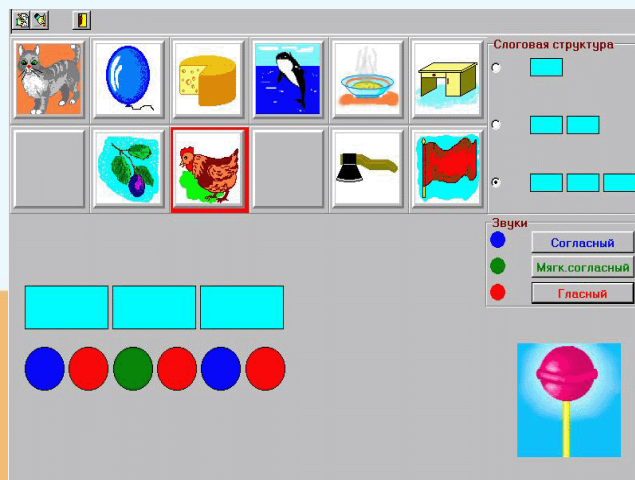 Слоговая структура
Звуки
Согласный
Мягк.согласный
Гласный